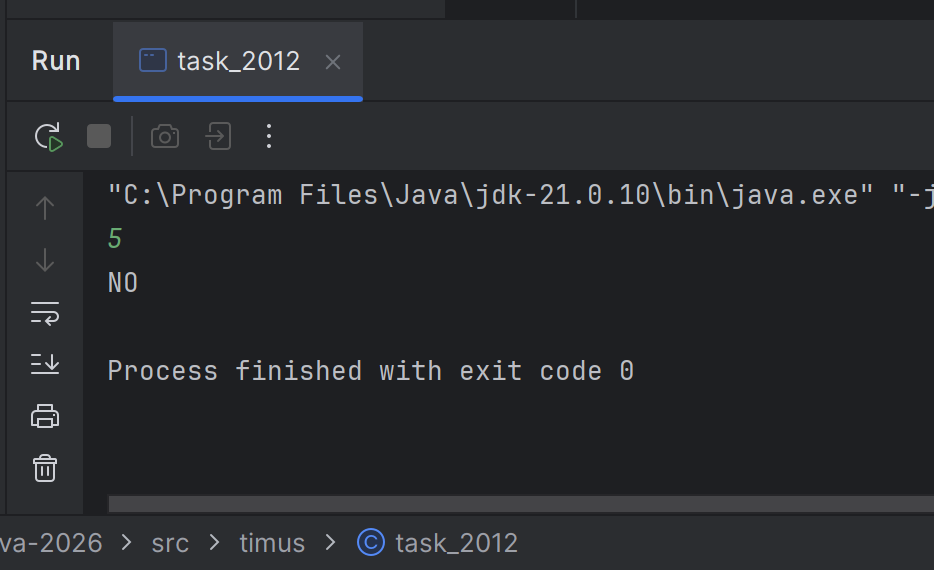 Run task_2012
"C:\Program Files\Java\jdk-21.0.10\bin\java.exe" "-j
5
NO
Process finished with exit code 0
va-2026 > src > timus > task_2012